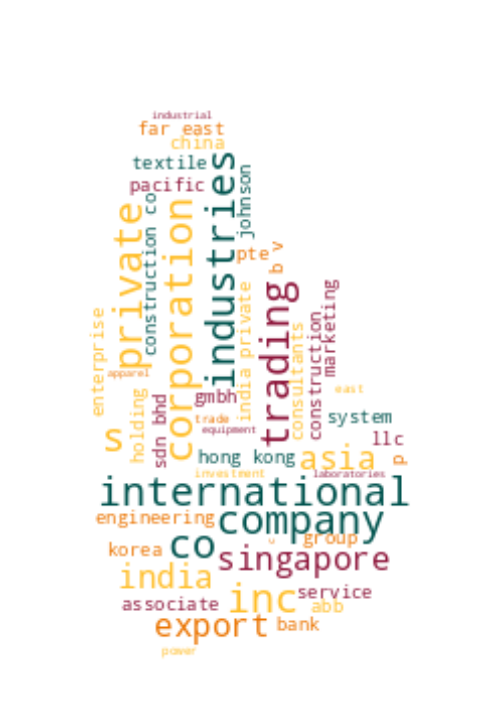 industrial
far east
china
textile
pacific
industries
johnson
private
corporation
construction co
pte
b v
trading
marketing
india private
construction
consultants
enterprise
apparel
holding
sdn bhd
gmbh
east
trade
system
equipment
s
llc
hong kong
asia
p
investment
laboratories
international
engineering
company
co
u
group
korea
singapore
india
inc
service
associate
abb
export
bank
power